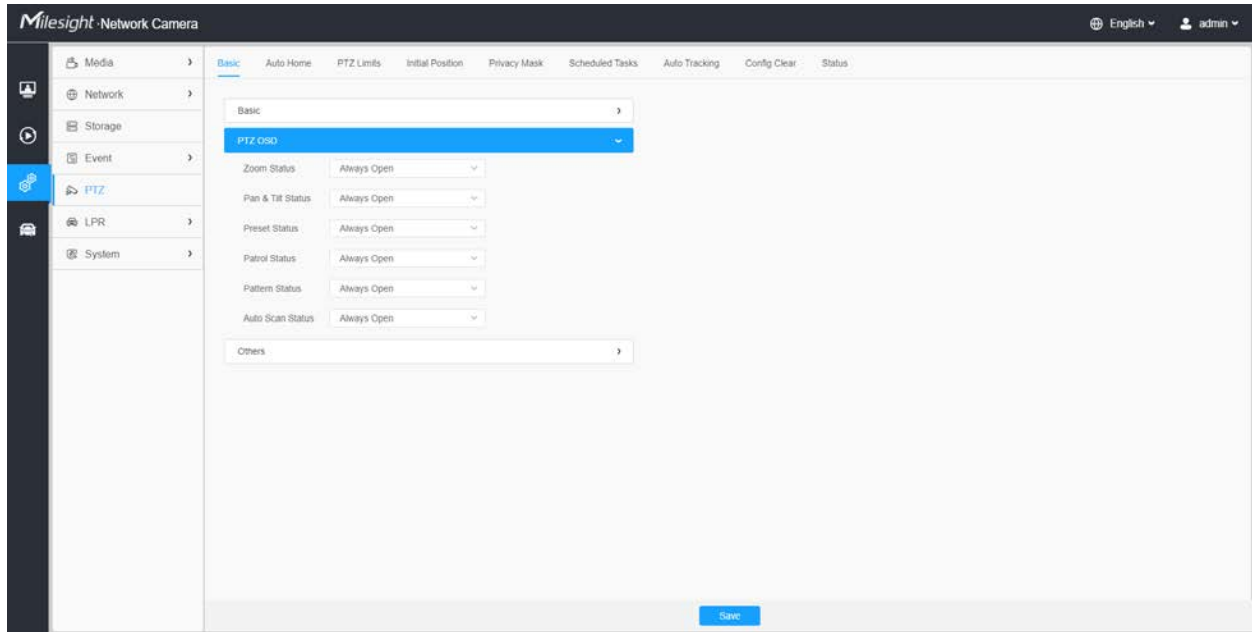 Milesight · Network Camera
English
admin
Media
Network
Storage
Event
PTZ
LPR
System
Basic Auto Home PTZ Limits Initial Position Privacy Mask Scheduled Tasks Auto Tracking Config Clear Status
Basic
PTZ OSD
Zoom Status Always Open
Pan & Tilt Status Always Open
Preset Status Always Open
Patrol Status Always Open
Pattern Status Always Open
Auto Scan Status Always Open
Others
Save